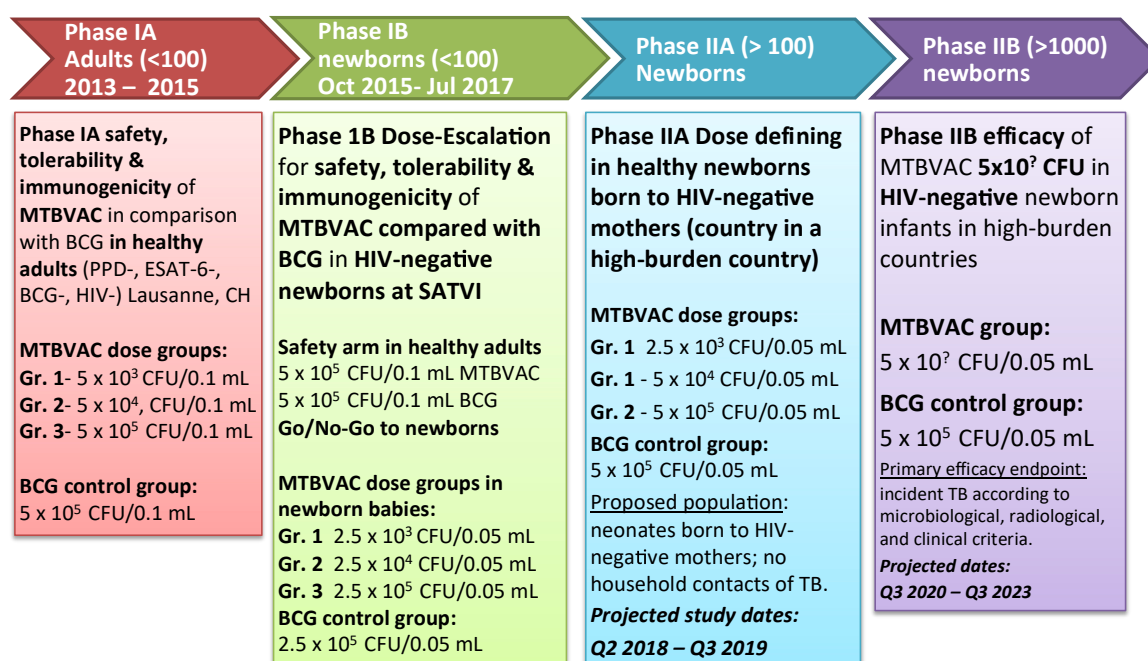 Phase IA
Adults (<100)
2013 – 2015
Phase IB
newborns (<100)
Oct 2015- Jul 2017
Phase IIA (> 100)
Newborns
Phase IIB (>1000)
newborns
Phase IA safety,
tolerability &
immunogenicity of
MTBVAC in comparison
with BCG in healthy
adults (PPD-, ESAT-6-,
BCG-, HIV-) Lausanne, CH
MTBVAC dose groups:
Gr. 1- 5 x 10³ CFU/0.1 mL
Gr. 2- 5 x 10⁴, CFU/0.1 mL
Gr. 3- 5 x 10⁵ CFU/0.1 mL
BCG control group:
5 x 10⁵ CFU/0.1 mL
Phase 1B Dose-Escalation
for safety, tolerability &
immunogenicity of
MTBVAC compared with
BCG in HIV-negative
newborns at SATVI
Safety arm in healthy adults
5 x 10⁵ CFU/0.1 mL MTBVAC
5 x 10⁵ CFU/0.1 mL BCG
Go/No-Go to newborns
MTBVAC dose groups in
newborn babies:
Gr. 1 2.5 x 10³ CFU/0.05 mL
Gr. 2 2.5 x 10⁴ CFU/0.05 mL
Gr. 3 2.5 x 10⁵ CFU/0.05 mL
BCG control group:
2.5 x 10⁵ CFU/0.05 mL
Phase IIA Dose defining
in healthy newborns
born to HIV-negative
mothers (country in a
high-burden country)
MTBVAC dose groups:
Gr. 1 2.5 x 10³ CFU/0.05 mL
Gr. 1 - 5 x 10⁴ CFU/0.05 mL
Gr. 2 - 5 x 10⁵ CFU/0.05 mL
BCG control group:
5 x 10⁵ CFU/0.05 mL
Proposed population:
neonates born to HIV-
negative mothers; no
household contacts of TB.
Projected study dates:
Q2 2018 – Q3 2019
Phase IIB efficacy of
MTBVAC 5x10? CFU in
HIV-negative newborn
infants in high-burden
countries
MTBVAC group:
5 x 10? CFU/0.05 mL
BCG control group:
5 x 10⁵ CFU/0.05 mL
Primary efficacy endpoint:
incident TB according to
microbiological, radiological,
and clinical criteria.
Projected dates:
Q3 2020 – Q3 2023